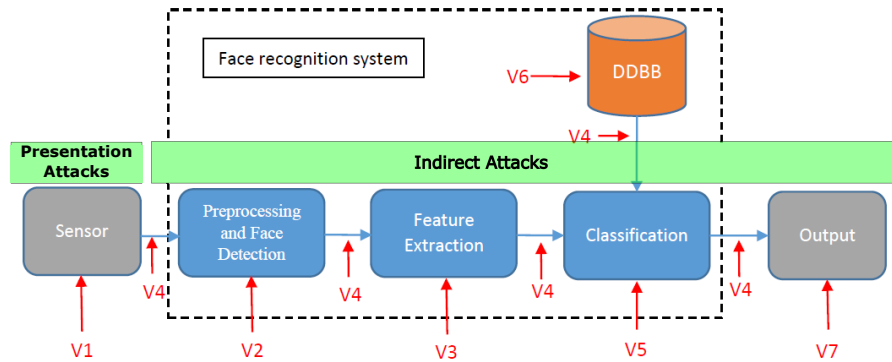 Face recognition system
DDBB
V6
V4
Presentation
Attacks
Indirect Attacks
Sensor
Preprocessing
and Face
Detection
Feature
Extraction
Classification
Output
V4
V4
V4
V4
V1
V2
V3
V5
V7